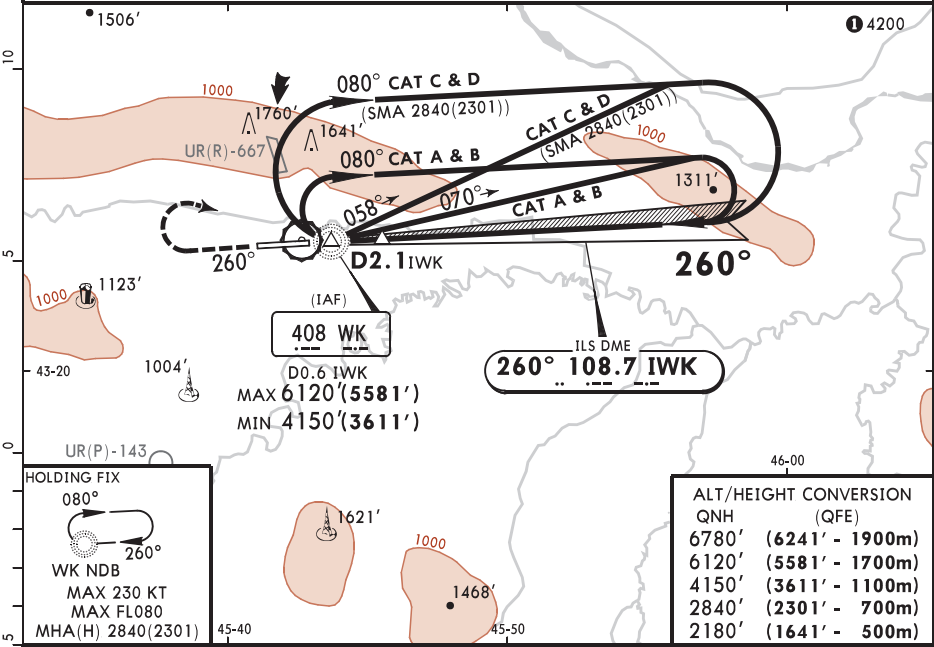 1506'
❶ 4200
10
1000
1760'
1641'
UR(R)-667
080° CAT C & D
(SMA 2840(2301))
CAT C & D
(SMA 2840(2301))
1000
080° CAT A & B
1311'
058°
070°
CAT A & B
260°
D2.1 IWK
260°
5
1000
1123'
(IAF)
408 WK
ILS DME
260° 108.7 IWK
43-20
1004'
D0.6 IWK
MAX 6120'(5581')
MIN 4150'(3611')
0
UR(P)-143
46-00
HOLDING FIX
080°
260°
WK NDB
MAX 230 KT
MAX FL080
MHA(H) 2840(2301)
1621'
1000
1468'
ALT/HEIGHT CONVERSION
QNH (QFE)
6780' (6241' - 1900m)
6120' (5581' - 1700m)
4150' (3611' - 1100m)
2840' (2301' - 700m)
2180' (1641' - 500m)
5
45-40
45-50